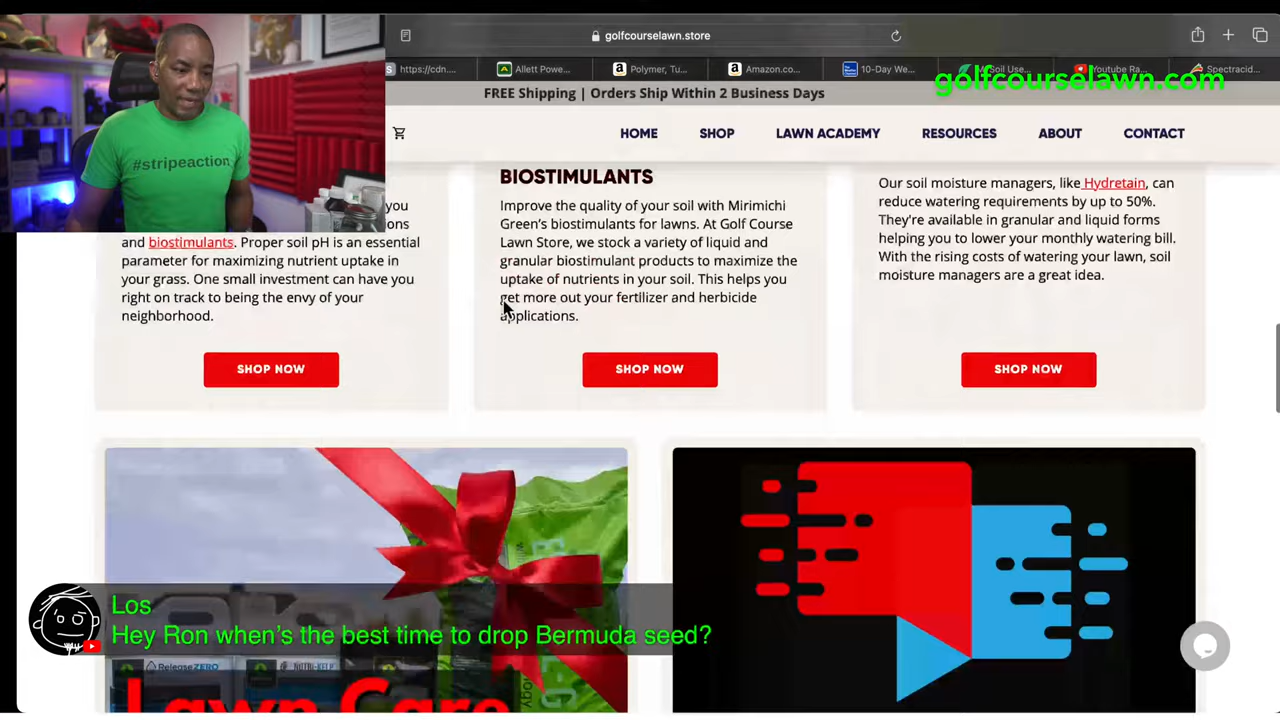 golfcourselawn.store
https://cdn....
Allett Powe...
Polymer, Tu...
Amazon.co...
10-Day We...
Soil Use...
Youtube Ra...
Spectracid...
golfcourselawn.com
FREE Shipping | Orders Ship Within 2 Business Days
HOME
SHOP
LAWN ACADEMY
RESOURCES
ABOUT
CONTACT
#stripeaction
you
ons
and biostimulants. Proper soil pH is an essential
parameter for maximizing nutrient uptake in
your grass. One small investment can have you
right on track to being the envy of your
neighborhood.
SHOP NOW
BIOSTIMULANTS
Improve the quality of your soil with Mirimichi
Green's biostimulants for lawns. At Golf Course
Lawn Store, we stock a variety of liquid and
granular biostimulant products to maximize the
uptake of nutrients in your soil. This helps you
get more out your fertilizer and herbicide
applications.
SHOP NOW
Our soil moisture managers, like Hydretain, can
reduce watering requirements by up to 50%.
They're available in granular and liquid forms
helping you to lower your monthly watering bill.
With the rising costs of watering your lawn, soil
moisture managers are a great idea.
SHOP NOW
Los
Hey Ron when's the best time to drop Bermuda seed?
ReleaseZERO
NUTRI-KELP
Lawn Care